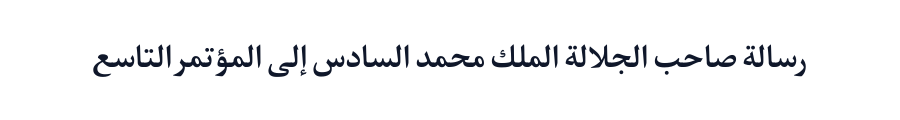 رسالة صاحب الجلالة الملك محمد السادس إلى المؤتمر التاسع